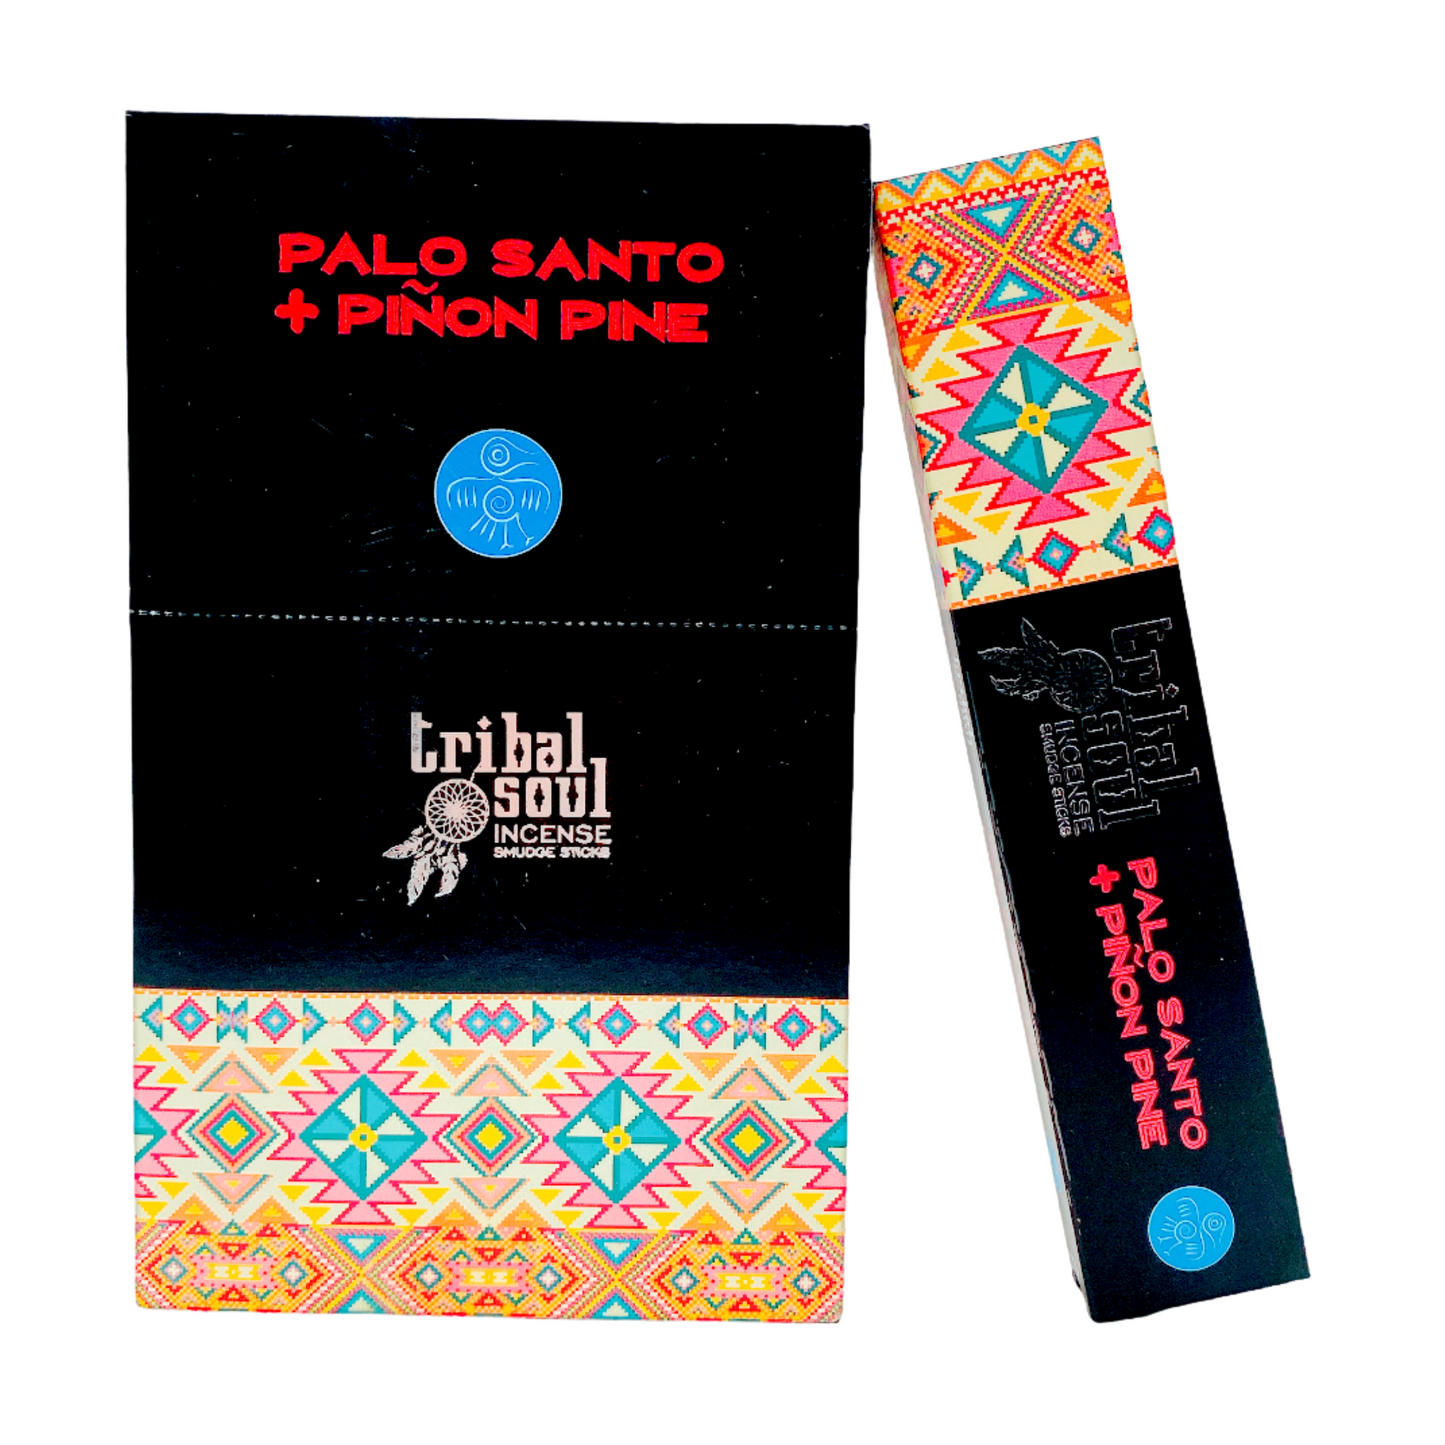 PALO SANTO
+ PIÑON PINE
tribal
soul
INCENSE
SMUDGE STICKS
tribal
soul
INCENSE
SMUDGE STICKS
PALO SANTO
+ PIÑON PINE